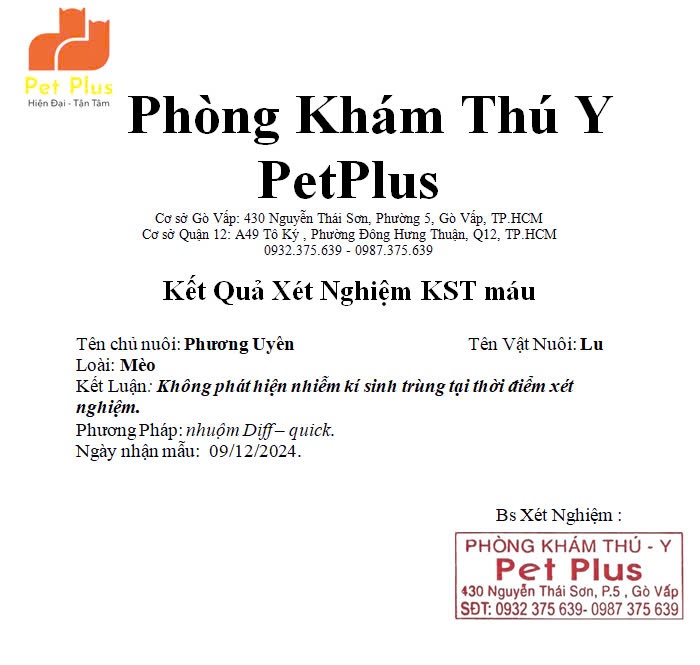 Pet Plus
Hiện Đại - Tận Tâm
Phòng Khám Thú Y
PetPlus
Cơ sở Gò Vấp: 430 Nguyễn Thái Sơn, Phường 5, Gò Vấp, TP.HCM
Cơ sở Quận 12: A49 Tô Ký , Phường Đông Hưng Thuận, Q12, TP.HCM
0932.375.639 - 0987.375.639
Kết Quả Xét Nghiệm KST máu
Tên chủ nuôi: Phương Uyên Tên Vật Nuôi: Lu
Loài: Mèo
Kết Luận: Không phát hiện nhiễm kí sinh trùng tại thời điểm xét
nghiệm.
Phương Pháp: nhuộm Diff – quick.
Ngày nhận mẫu: 09/12/2024.
Bs Xét Nghiệm :
PHÒNG KHÁM THÚ - Y
Pet Plus
430 Nguyễn Thái Sơn, P.5 , Gò Vấp
SĐT: 0932 375 639- 0987 375 639